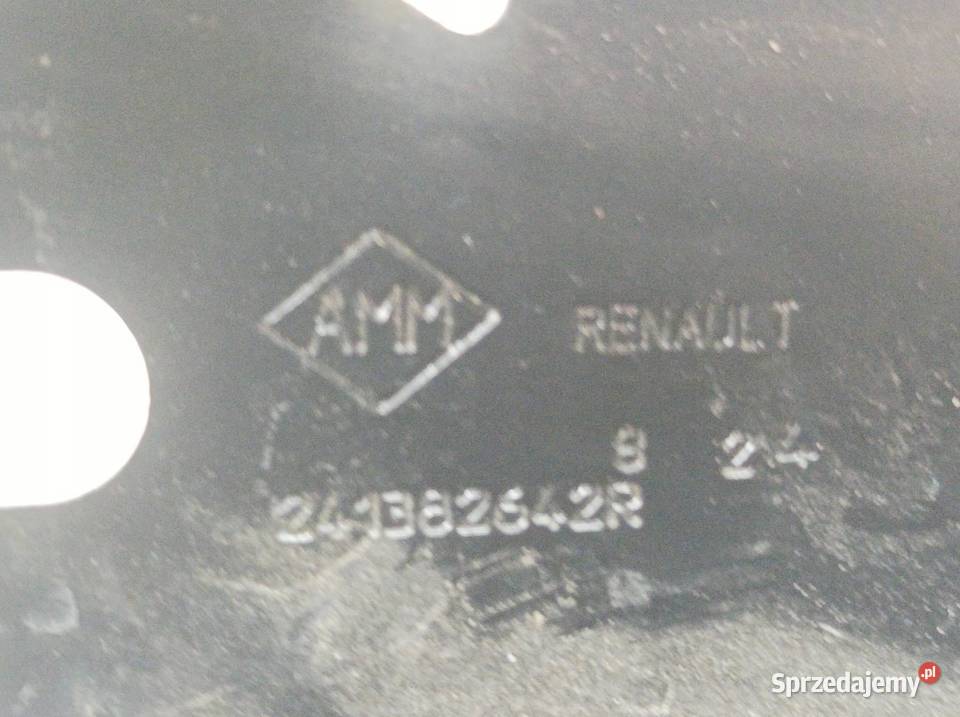 AMM RENAULT
8 24
241382642R
Sprzedajemy.pl